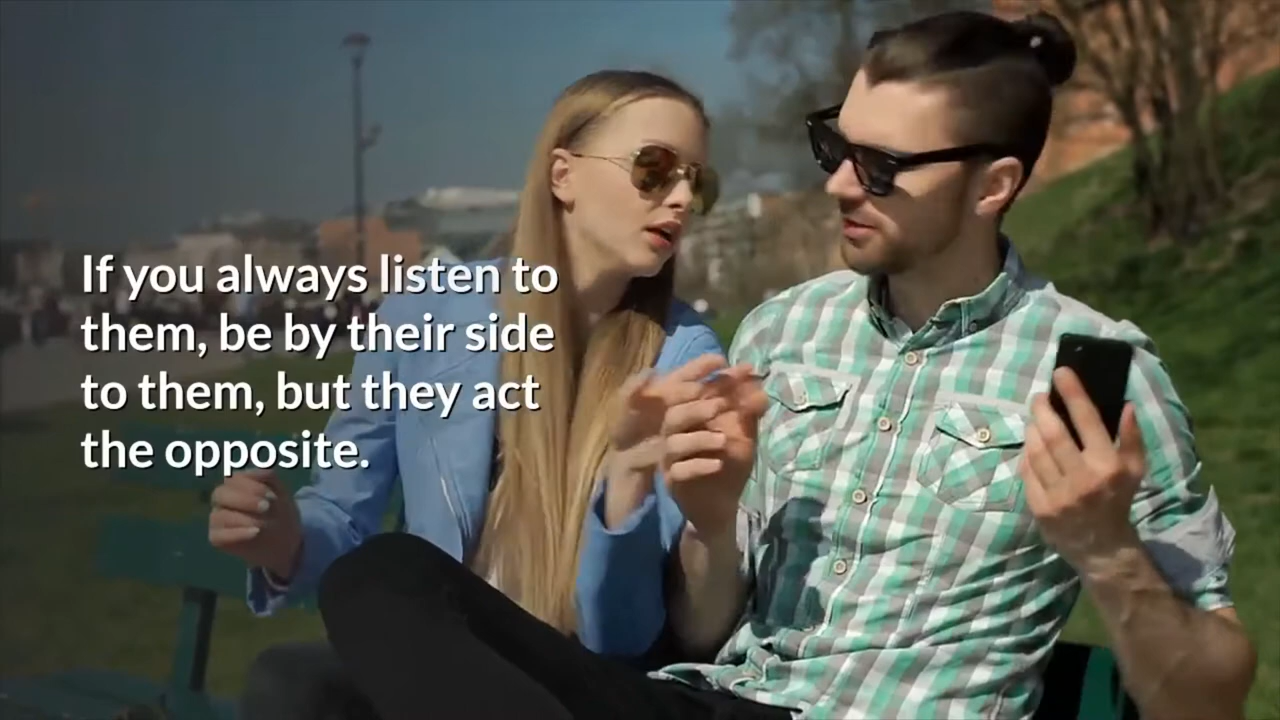 If you always listen to
them, be by their side
to them, but they act
the opposite.